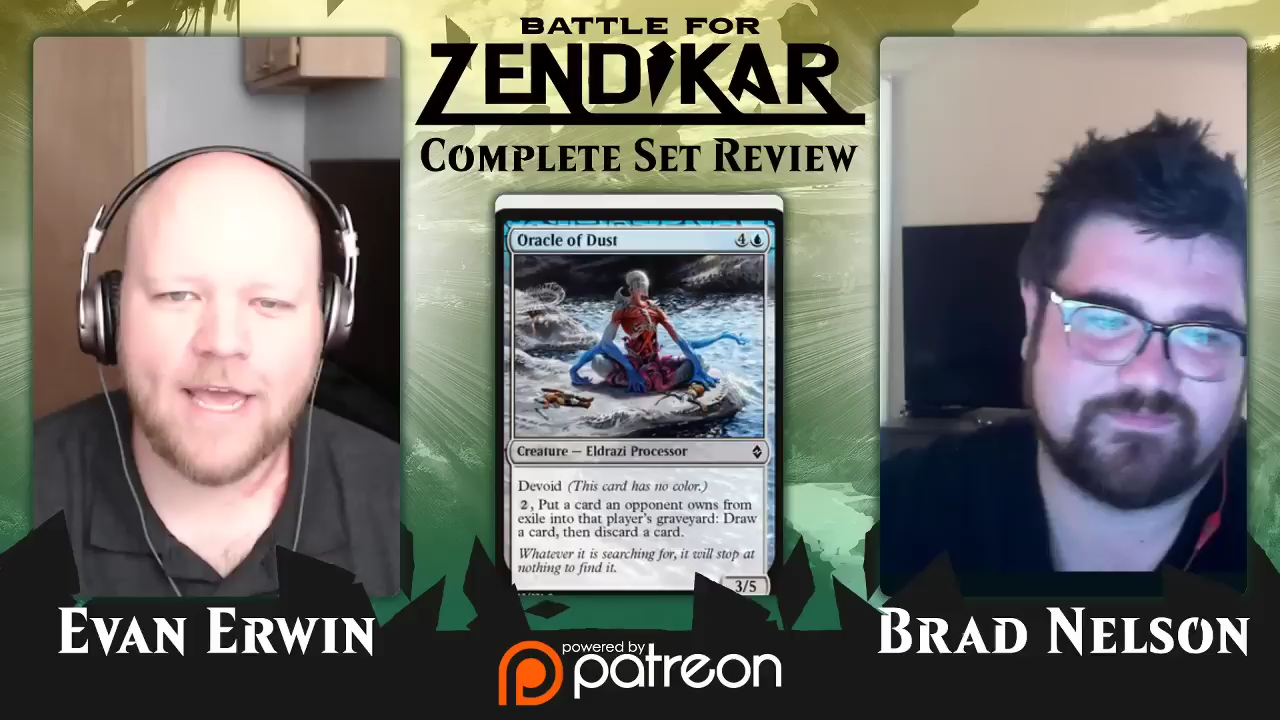 BATTLE FOR
ZENDIKAR
COMPLETE SET REVIEW
Oracle of Dust 4
Creature — Eldrazi Processor
Devoid (This card has no color.)
2, Put a card an opponent owns from
exile into that player's graveyard: Draw
a card, then discard a card.
Whatever it is searching for, it will stop at
nothing to find it.
3/5
EVAN ERWIN
BRAD NELSON
powered by
patreon